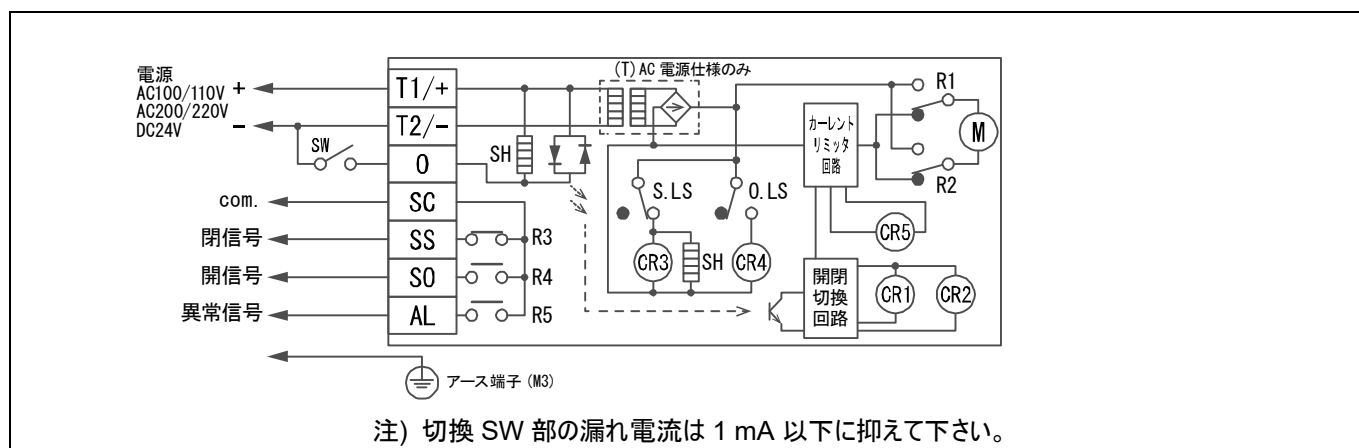 電源
AC100/110V
AC200/220V
DC24V
+
-
SW
T1/+
T2/-
O
SC
SS
SO
AL
com.
閉信号
開信号
異常信号
アース端子 (M3)
SH
R3
R4
R5
(T) AC 電源仕様のみ
S.LS
O.LS
CR3
SH
CR4
カーレント
リミッタ
回路
CR5
開閉
切換
回路
CR1
CR2
R1
M
R2
注) 切換 SW 部の漏れ電流は 1 mA 以下に抑えて下さい。